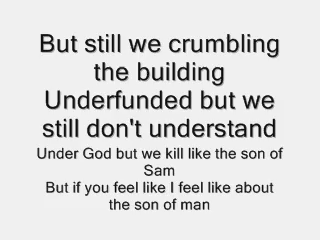 But still we crumbling
the building
Underfunded but we
still don't understand
Under God but we kill like the son of
Sam
But if you feel like I feel like about
the son of man